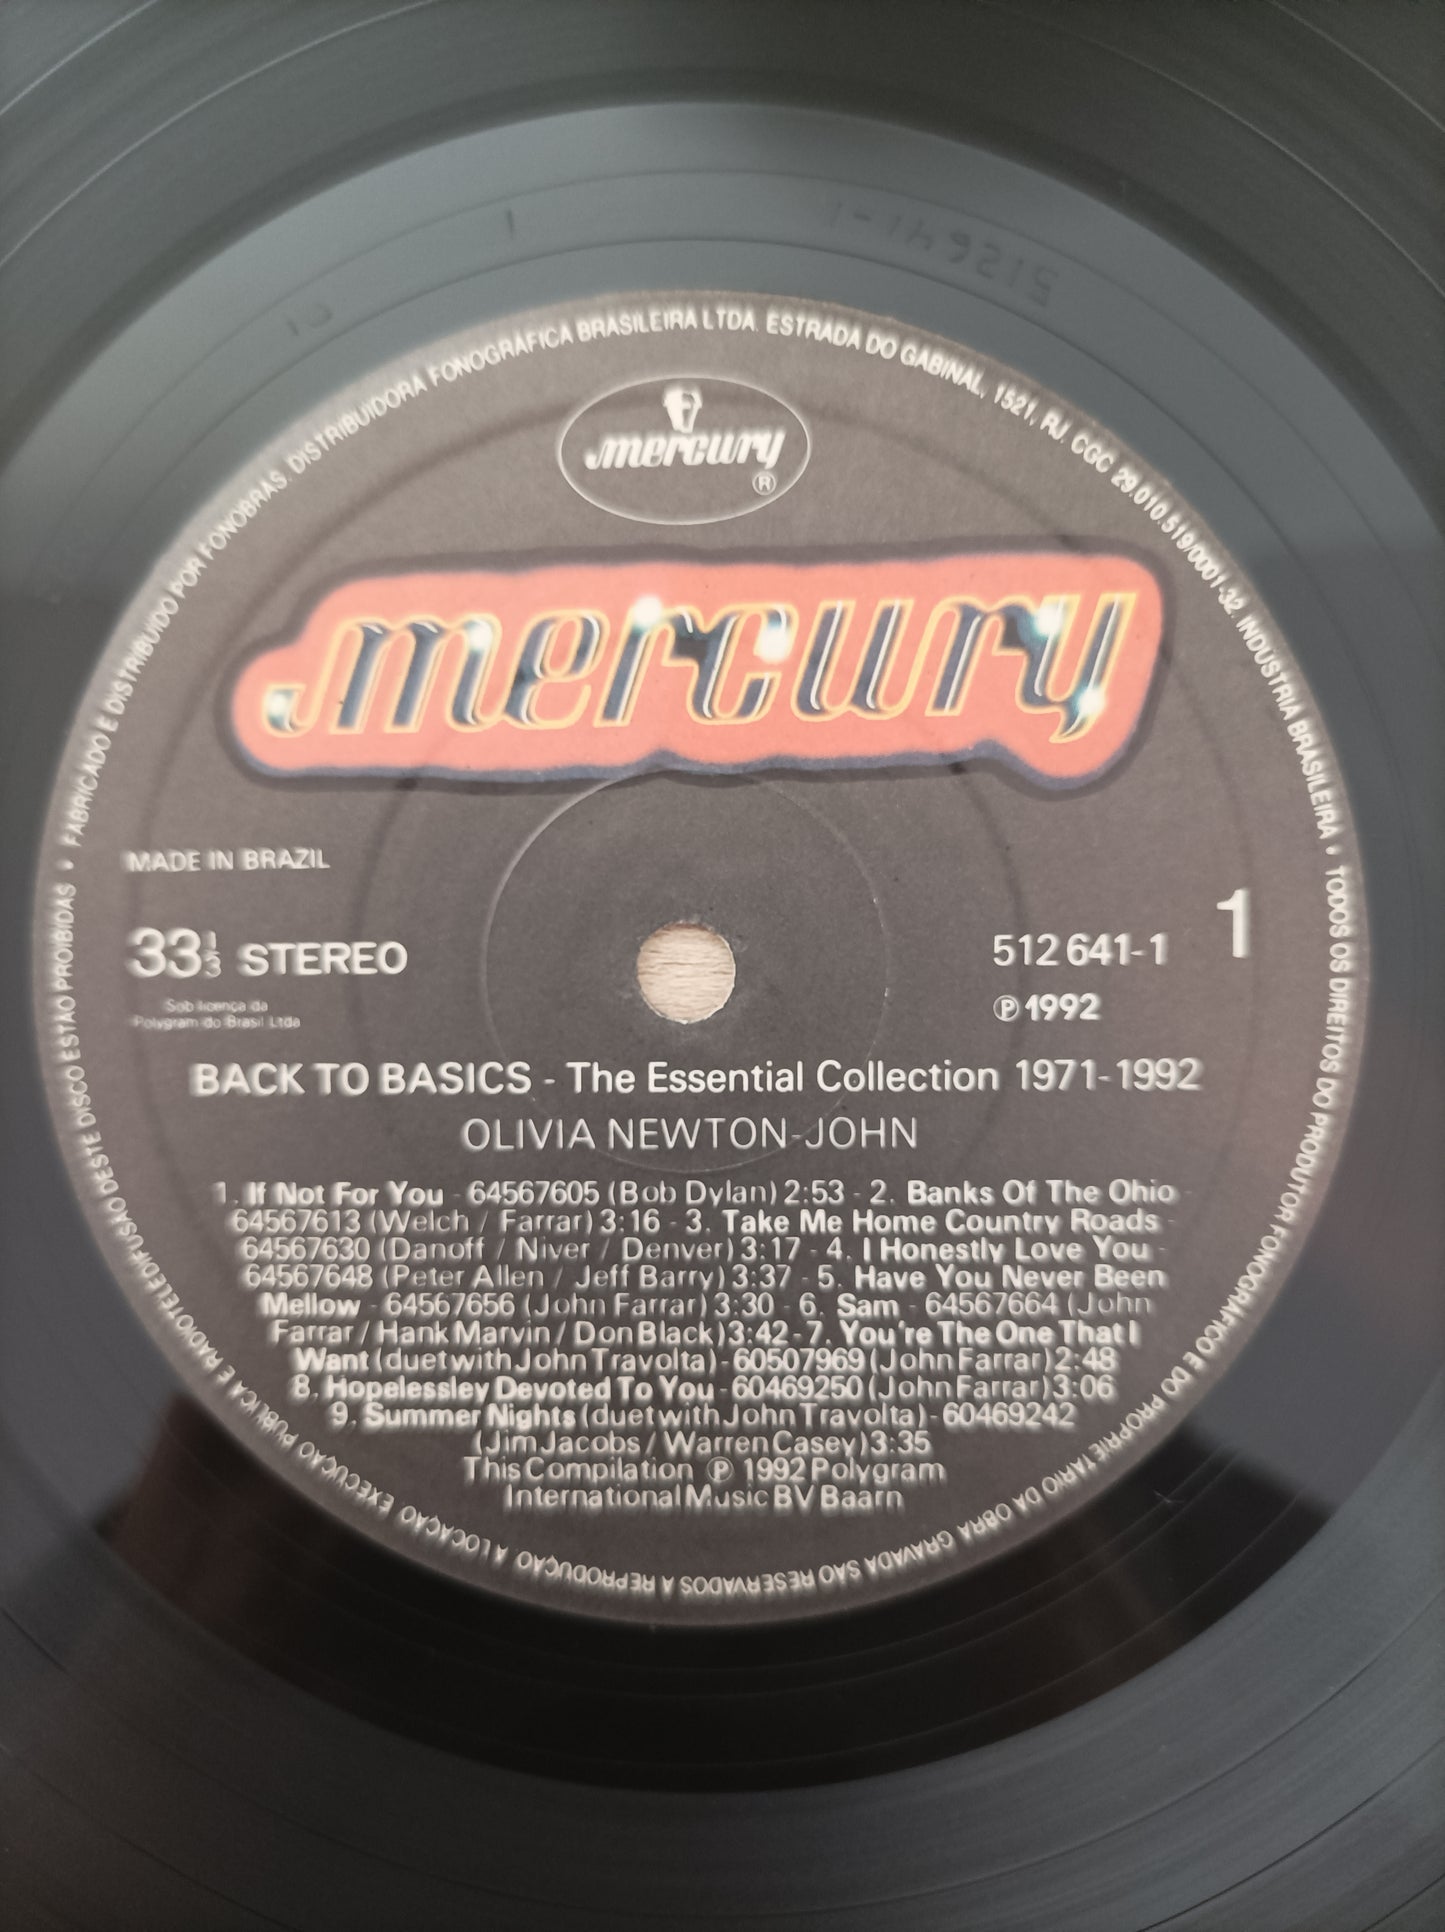 FABRICADO E DISTRIBUIDO POR FONOBRAS. DISTRIBUIDORA FONOGRÁFICA BRASILEIRA LTDA. ESTRADA DO GABINAL, 1521, RJ. CGC 29.010.519/0001-32. INDUSTRIA BRASILEIRA •
TODOS OS DIREITOS DO PRODUTOR FONOGRÁFICO E DO PROPRIETARIO DA OBRA GRAVADA SAO RESERVADOS A REPRODUÇÃO A LOCAÇÃO EXECUÇÃO PUBLICA E RADIOTELEDIFUSÃO DESTE DISCO ESTÃO PROIBIDAS •
mercury
®
mercury
MADE IN BRAZIL
33 1/3 STEREO
512 641-1 1
Sob licença da
Polygram do Brasil Ltda
℗ 1992
BACK TO BASICS - The Essential Collection 1971-1992
OLIVIA NEWTON-JOHN
1. If Not For You - 64567605 (Bob Dylan) 2:53 - 2. Banks Of The Ohio -
64567613 (Welch / Farrar) 3:16 - 3. Take Me Home Country Roads -
64567630 (Danoff / Niver / Denver) 3:17 - 4. I Honestly Love You -
64567648 (Peter Allen / Jeff Barry) 3:37 - 5. Have You Never Been
Mellow - 64567656 (John Farrar) 3:30 - 6. Sam - 64567664 (John
Farrar / Hank Marvin / Don Black) 3:42 - 7. You're The One That I
Want (duet with John Travolta) - 60507969 (John Farrar) 2:48
8. Hopelessley Devoted To You - 60469250 (John Farrar) 3:06
9. Summer Nights (duet with John Travolta) - 60469242
(Jim Jacobs / Warren Casey) 3:35
This Compilation ℗ 1992 Polygram
International Music BV Baarn